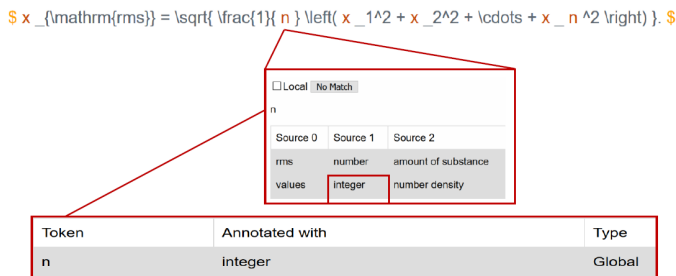 $ x _{\mathrm{rms}} = \sqrt{ \frac{1}{ n } \left( x _1^2 + x _2^2 + \cdots + x _ n ^2 \right) }. $
Local No Match
n
Source 0 Source 1 Source 2
rms number amount of substance
values integer number density
Token Annotated with Type
n integer Global